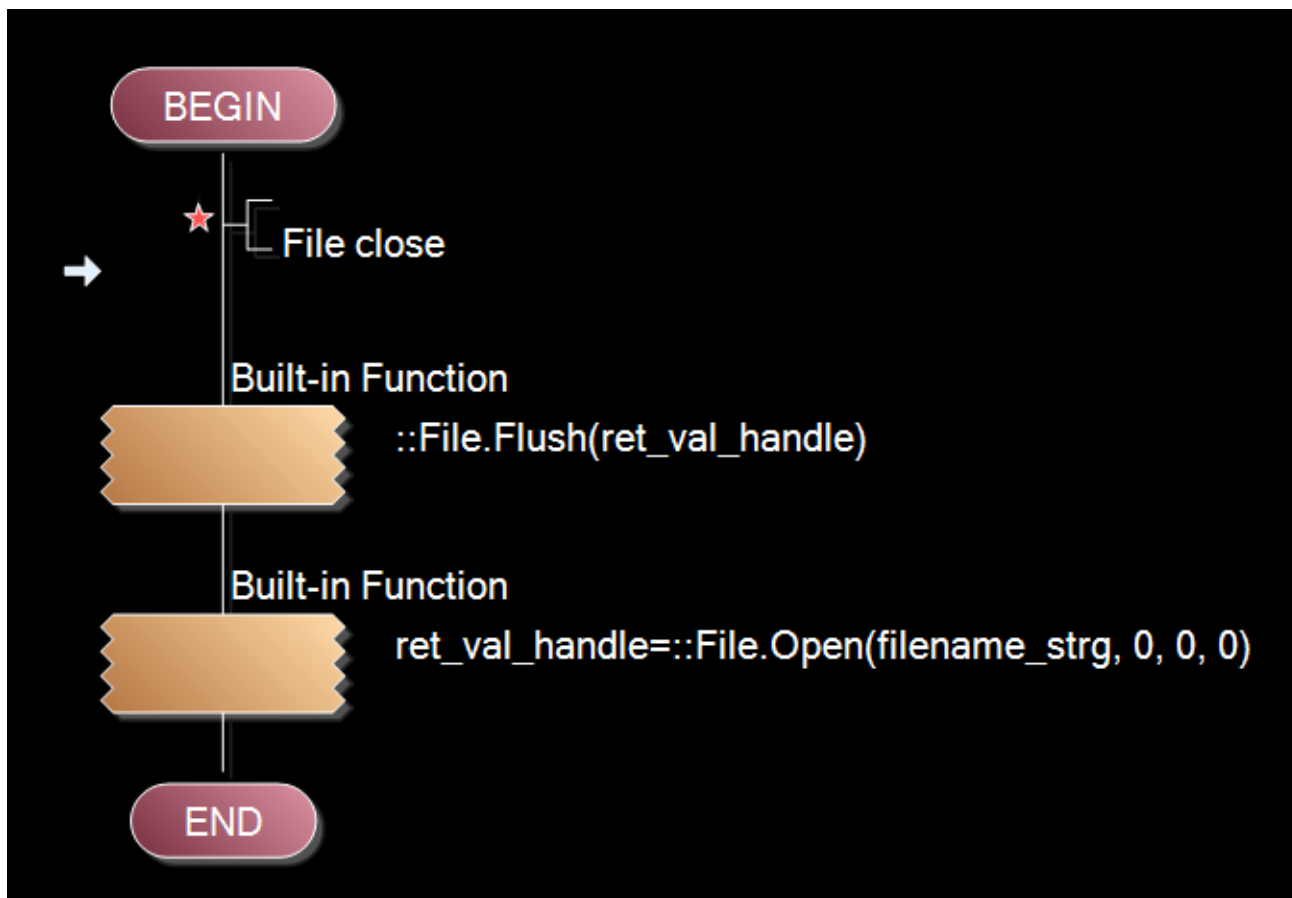 BEGIN
File close
Built-in Function
::File.Flush(ret_val_handle)
Built-in Function
ret_val_handle=::File.Open(filename_strg, 0, 0, 0)
END